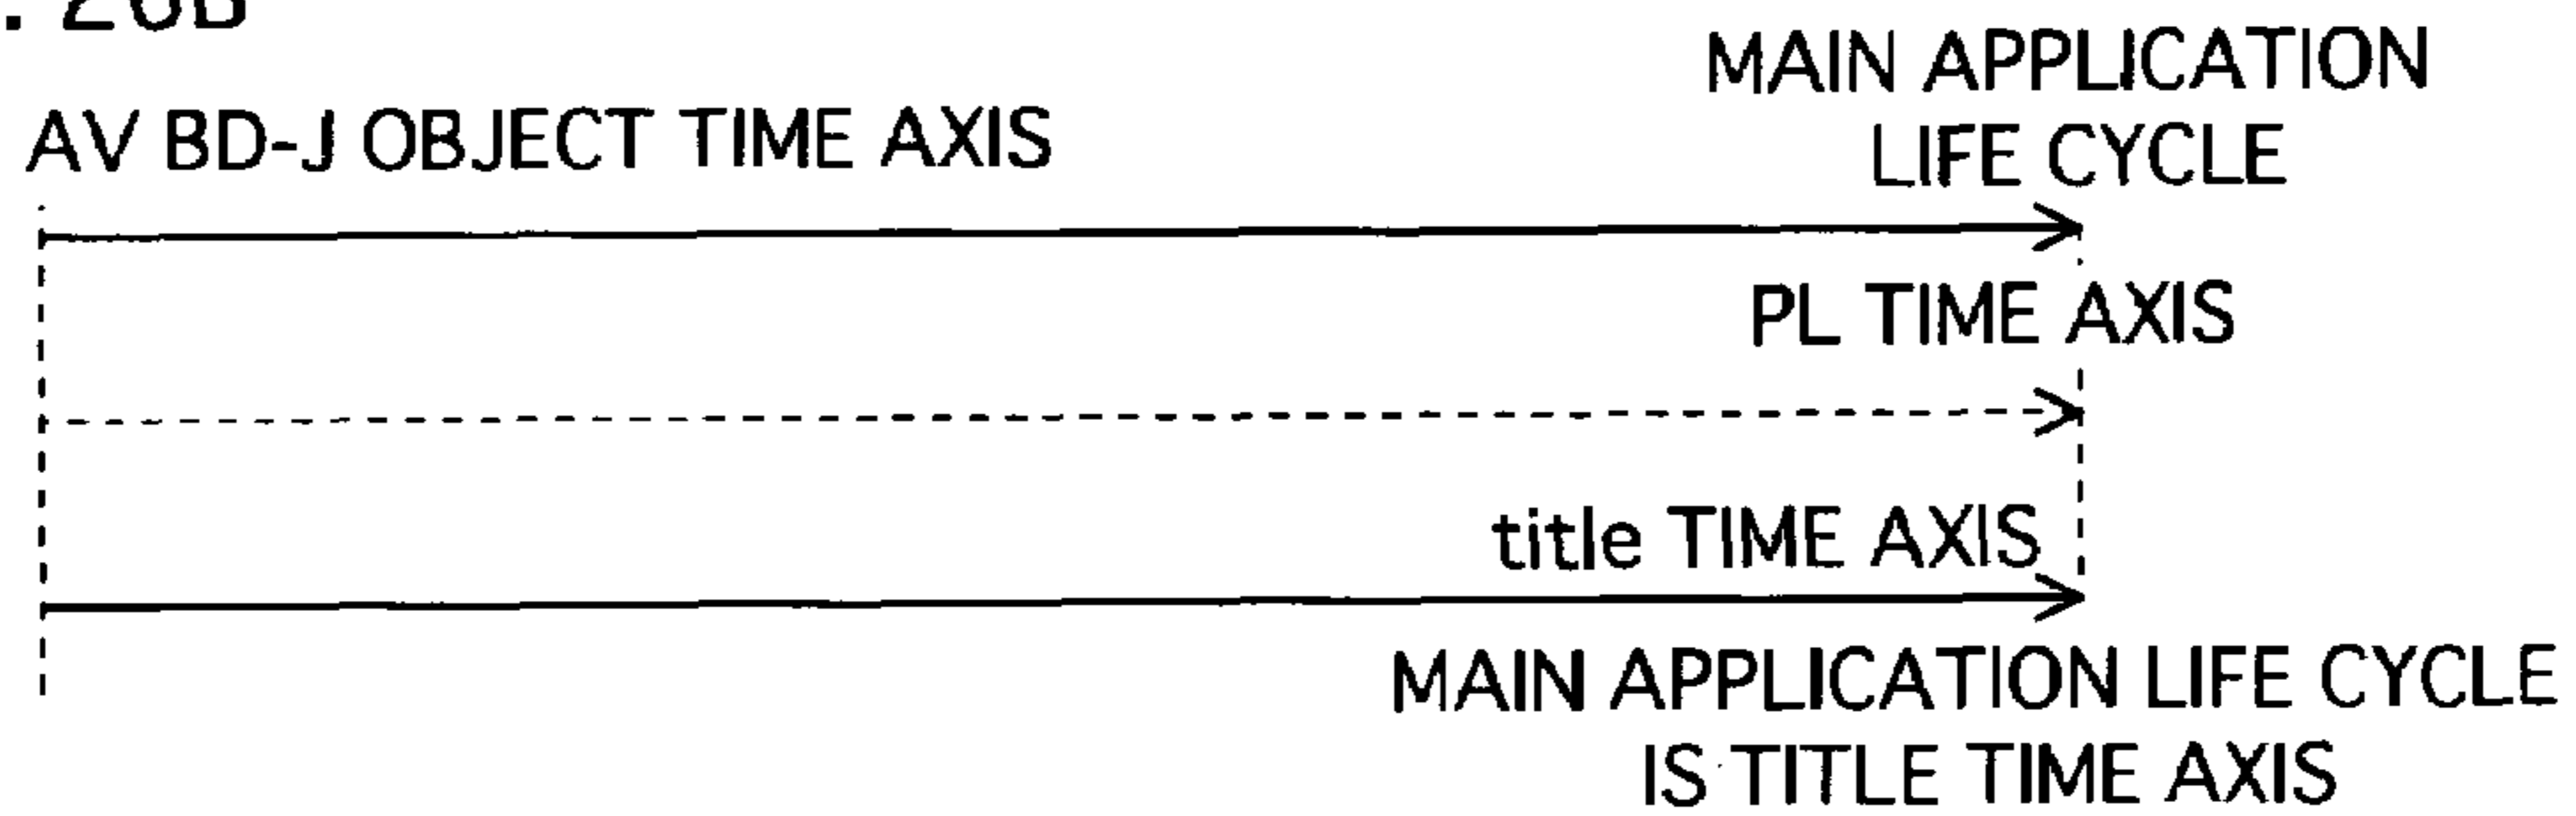 MAIN APPLICATION
LIFE CYCLE
AV BD-J OBJECT TIME AXIS
PL TIME AXIS
title TIME AXIS
MAIN APPLICATION LIFE CYCLE
IS TITLE TIME AXIS